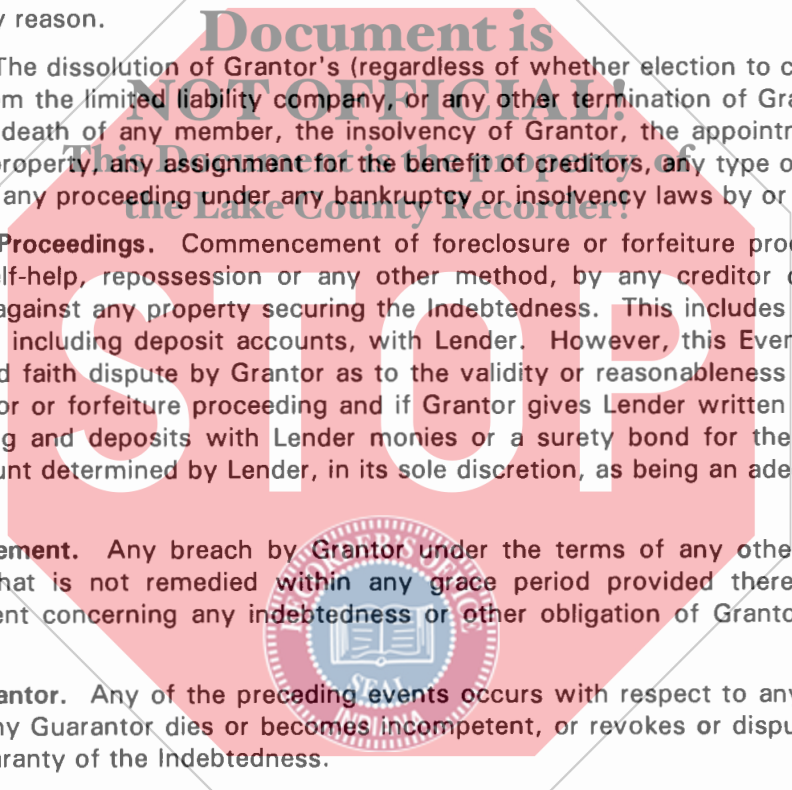 y reason.
Document is
The dissolution of Grantor's (regardless of whether election to c
NOT OFFICIAL!
m the limited liability company, or any other termination of Gra
death of any member, the insolvency of Grantor, the appointr
This Document is the property of
property, any assignment for the benefit of creditors, any type o
any proceeding under any bankruptcy or insolvency laws by or
the Lake County Recorder!
Proceedings. Commencement of foreclosure or forfeiture proc
elf-help, repossession or any other method, by any creditor o
against any property securing the Indebtedness. This includes
including deposit accounts, with Lender. However, this Even
d faith dispute by Grantor as to the validity or reasonableness
or or forfeiture proceeding and if Grantor gives Lender written
g and deposits with Lender monies or a surety bond for the
unt determined by Lender, in its sole discretion, as being an ade
STOP
ement. Any breach by Grantor under the terms of any othe
hat is not remedied within any grace period provided there
ent concerning any indebtedness or other obligation of Granto
RECORDER'S OFFICE
SEAL
INDIANA
antor. Any of the preceding events occurs with respect to any
ny Guarantor dies or becomes incompetent, or revokes or dispu
aranty of the Indebtedness.